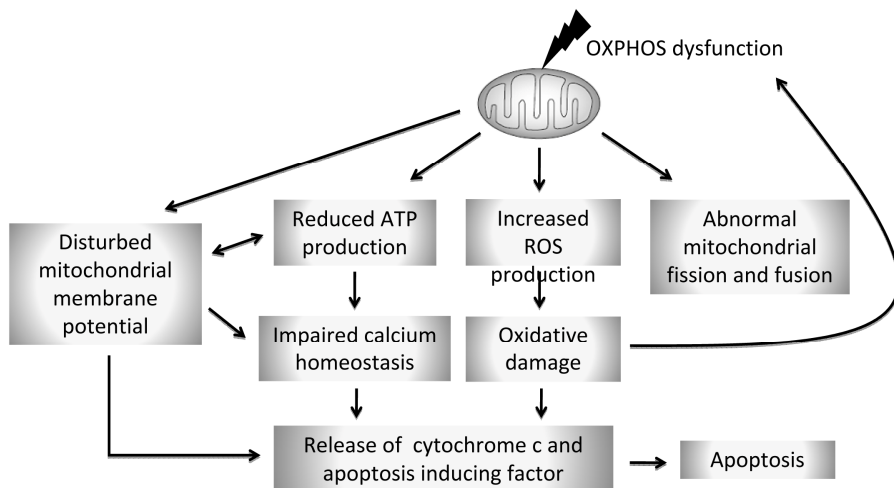 OXPHOS dysfunction
Disturbed
mitochondrial
membrane
potential
Reduced ATP
production
Increased
ROS
production
Abnormal
mitochondrial
fission and fusion
Impaired calcium
homeostasis
Oxidative
damage
Release of cytochrome c and
apoptosis inducing factor
Apoptosis